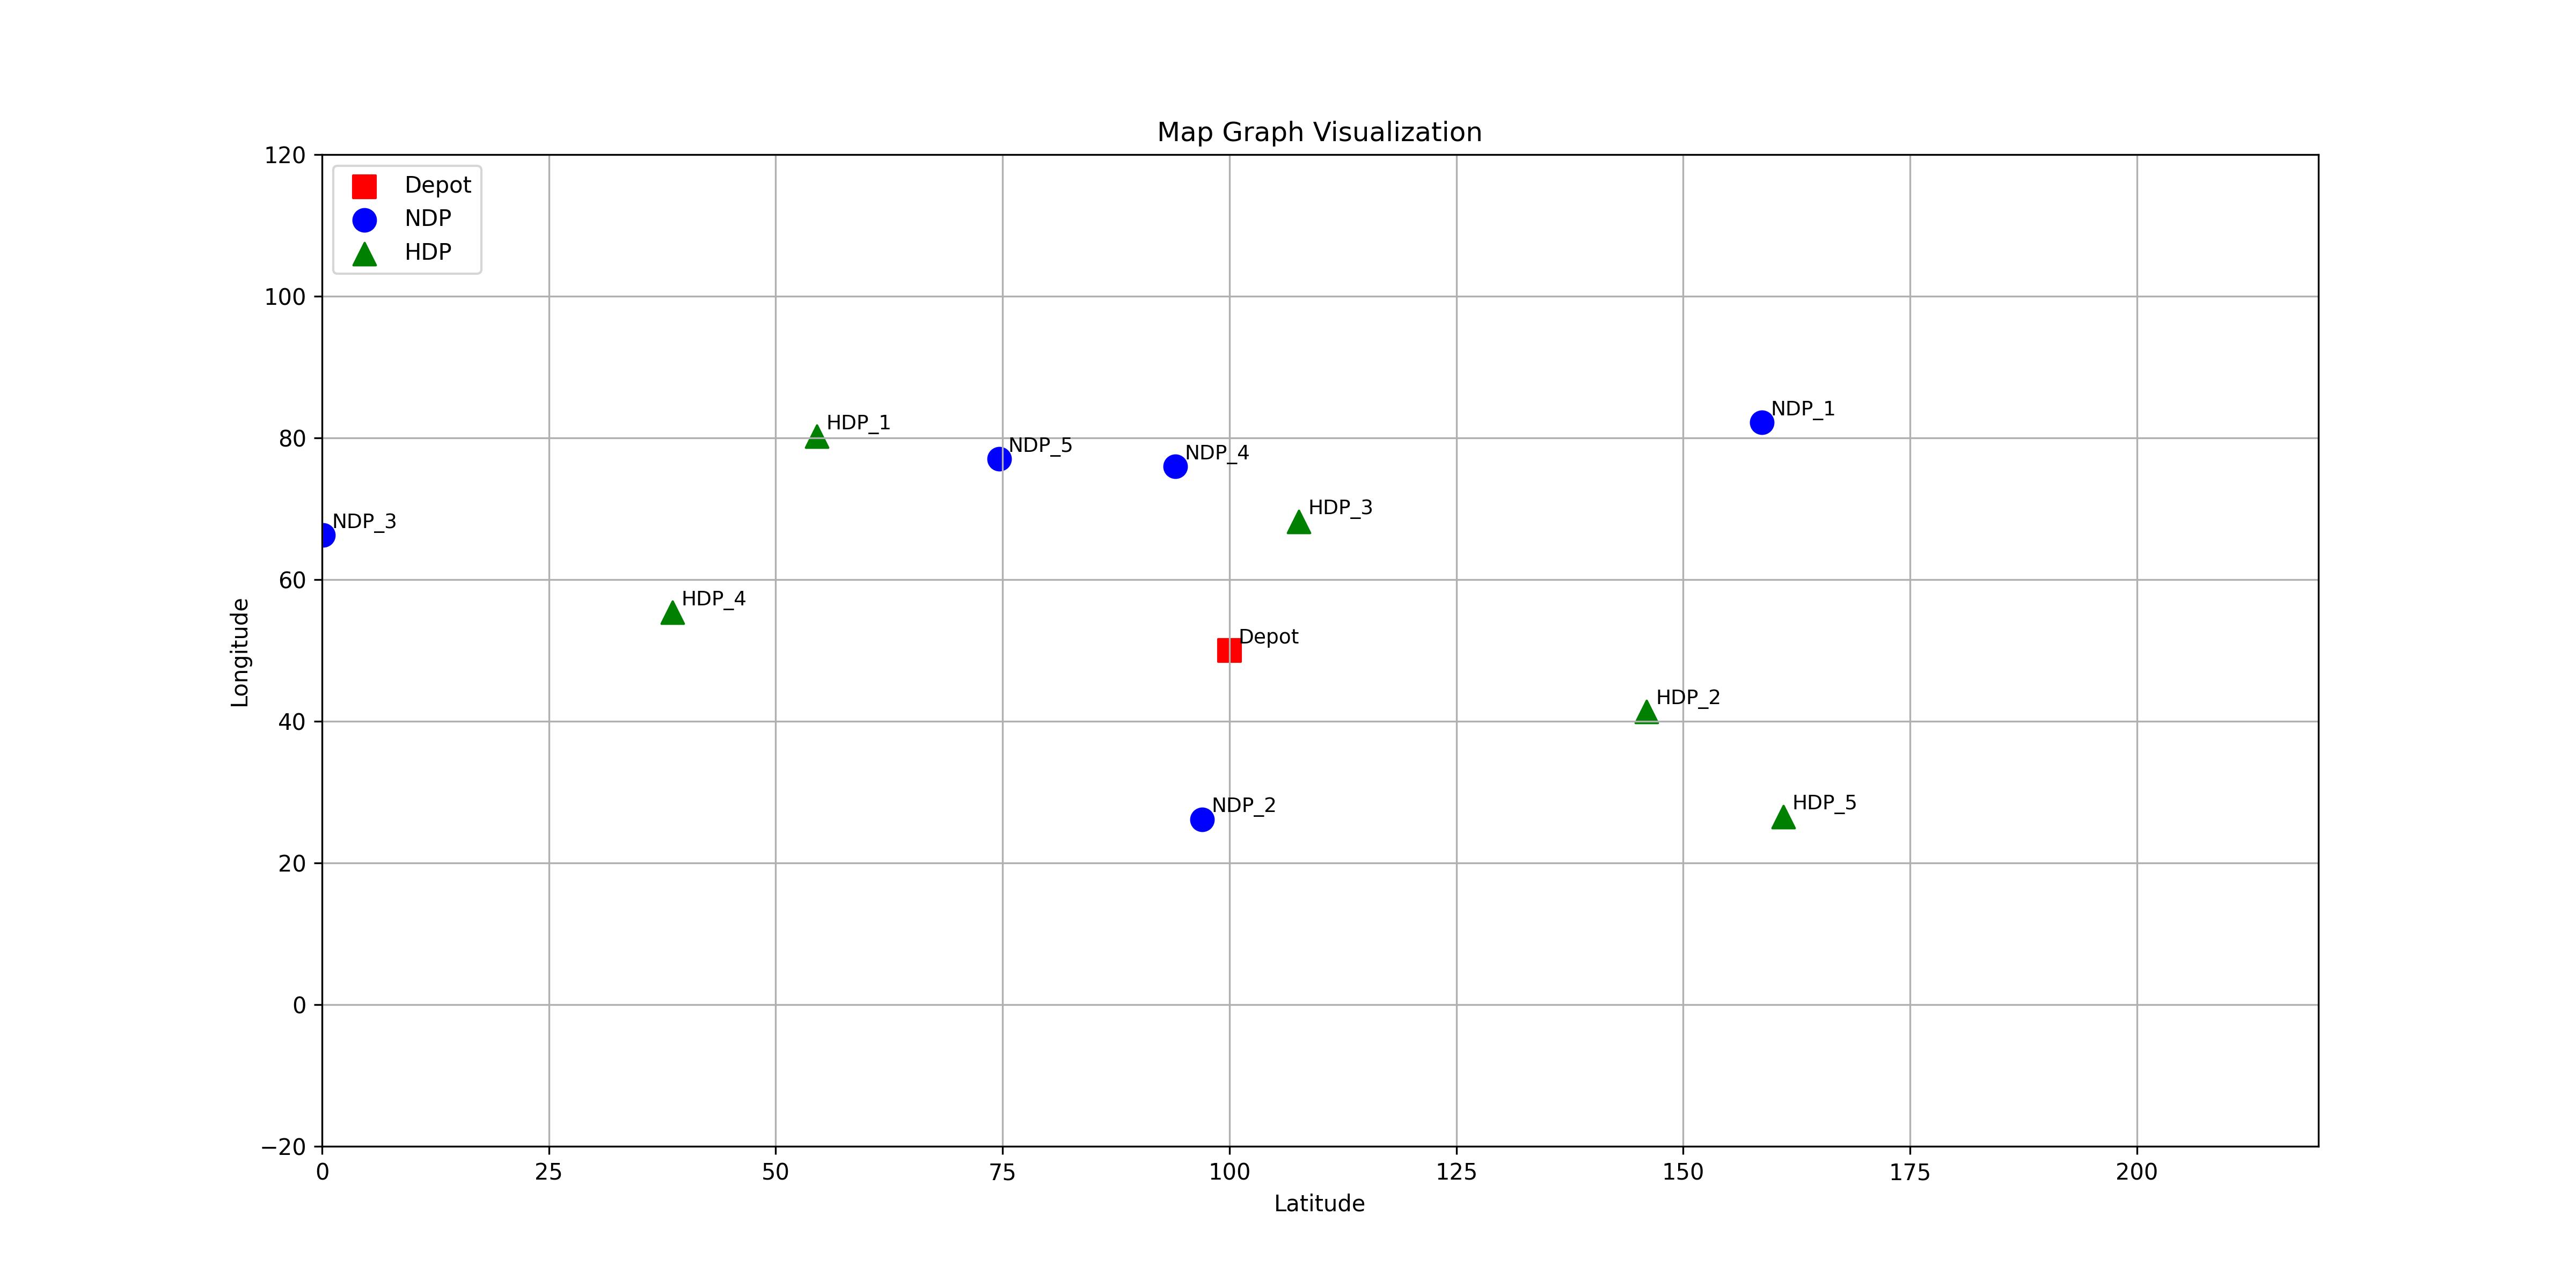 Map Graph Visualization
120
100
80
60
40
20
0
−20
Longitude
Depot
NDP
HDP
HDP_1
NDP_5
NDP_4
NDP_1
HDP_3
NDP_3
HDP_4
Depot
HDP_2
NDP_2
HDP_5
0 25 50 75 100 125 150 175 200
Latitude